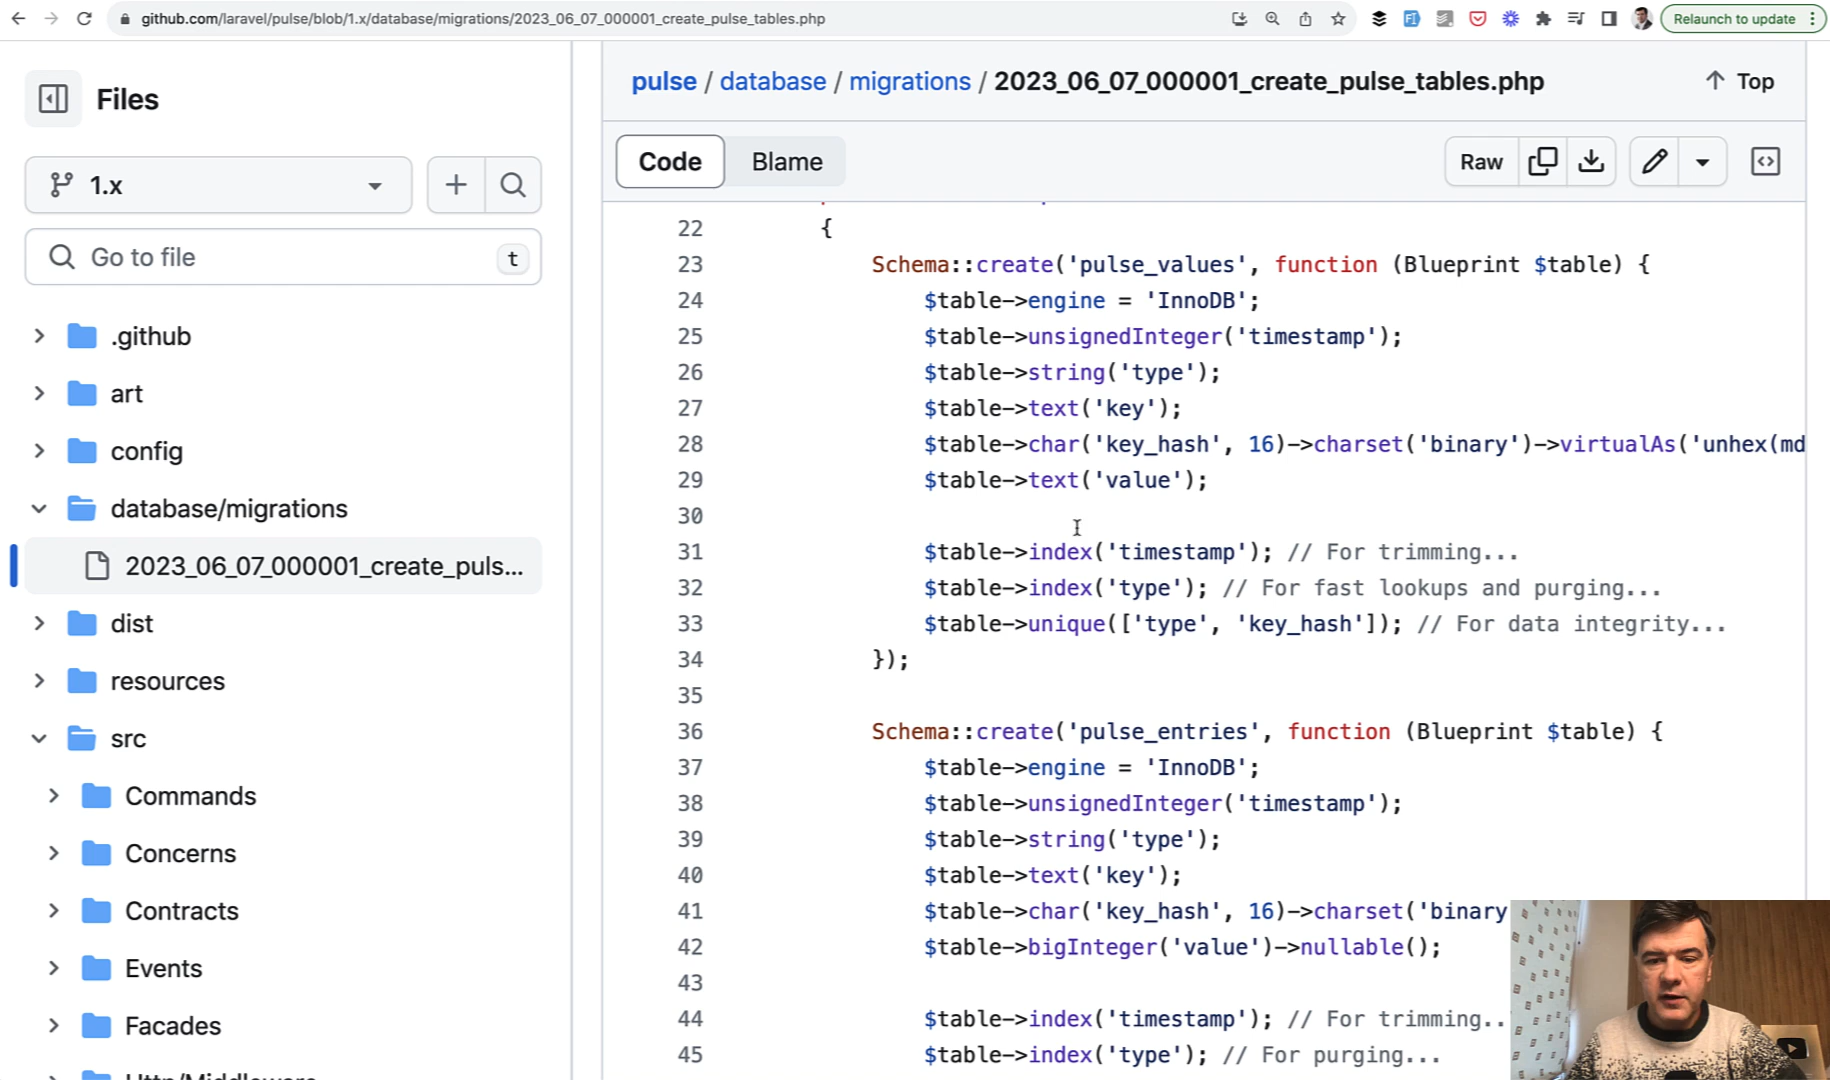 github.com/laravel/pulse/blob/1.x/database/migrations/2023_06_07_000001_create_pulse_tables.php
Relaunch to update
Files
1.x
Go to file
t
.github
art
config
database/migrations
2023_06_07_000001_create_puls...
dist
resources
src
Commands
Concerns
Contracts
Events
Facades
pulse / database / migrations / 2023_06_07_000001_create_pulse_tables.php
Top
Code
Blame
Raw
22 {
23 Schema::create('pulse_values', function (Blueprint $table) {
24 $table->engine = 'InnoDB';
25 $table->unsignedInteger('timestamp');
26 $table->string('type');
27 $table->text('key');
28 $table->char('key_hash', 16)->charset('binary')->virtualAs('unhex(md
29 $table->text('value');
30
31 $table->index('timestamp'); // For trimming...
32 $table->index('type'); // For fast lookups and purging...
33 $table->unique(['type', 'key_hash']); // For data integrity...
34 });
35
36 Schema::create('pulse_entries', function (Blueprint $table) {
37 $table->engine = 'InnoDB';
38 $table->unsignedInteger('timestamp');
39 $table->string('type');
40 $table->text('key');
41 $table->char('key_hash', 16)->charset('binary
42 $table->bigInteger('value')->nullable();
43
44 $table->index('timestamp'); // For trimming..
45 $table->index('type'); // For purging...